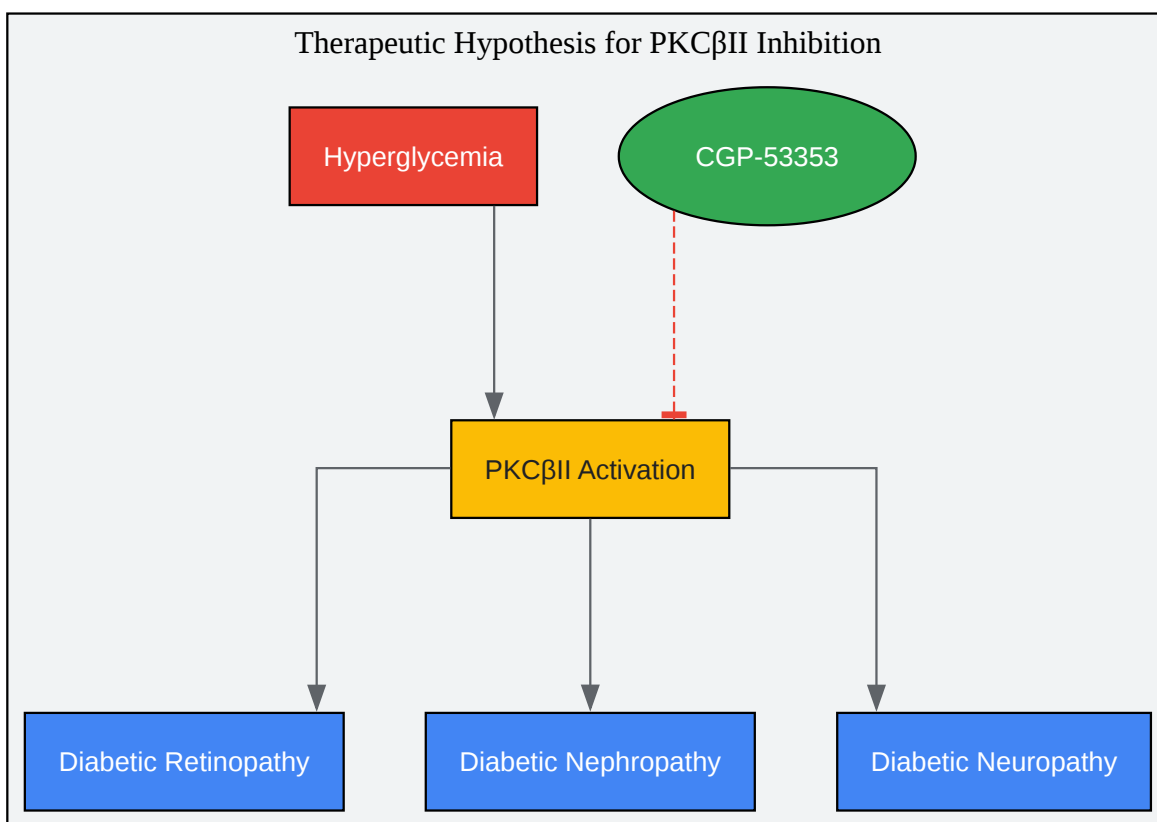 Therapeutic Hypothesis for PKCβII Inhibition
Hyperglycemia
CGP-53353
PKCβII Activation
Diabetic Retinopathy
Diabetic Nephropathy
Diabetic Neuropathy